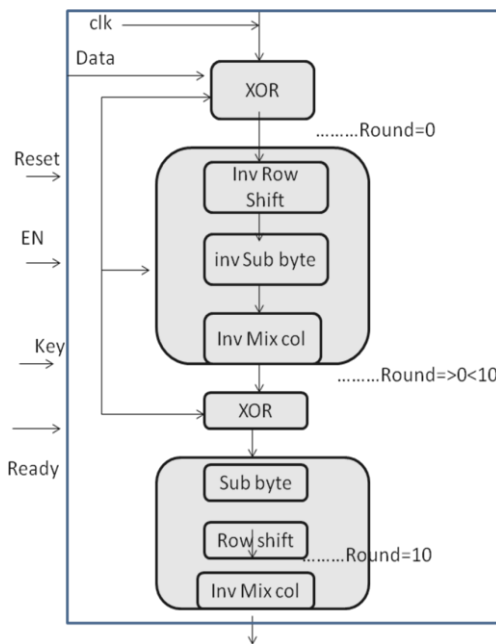 clk
Data
XOR
.........Round=0
Reset
Inv Row
Shift
EN
inv Sub byte
Key
Inv Mix col
.........Round=>0<10
XOR
Ready
Sub byte
Row shift
.........Round=10
Inv Mix col